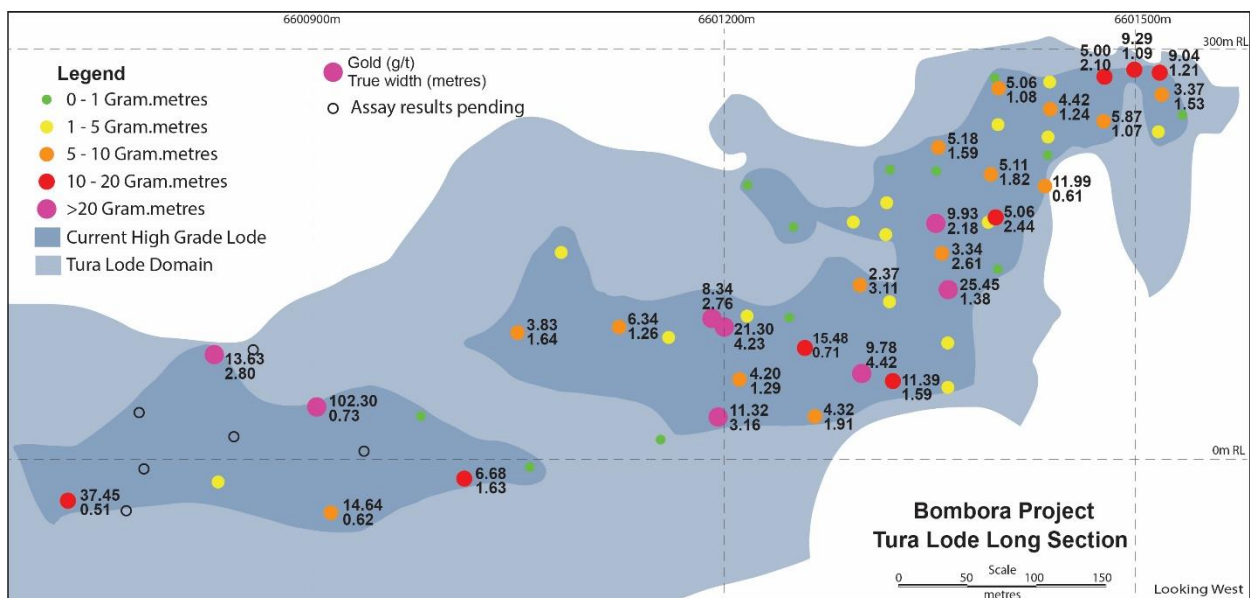 6600900m
6601200m
6601500m
300m RL
Legend
0 - 1 Gram.metres
1 - 5 Gram.metres
5 - 10 Gram.metres
10 - 20 Gram.metres
>20 Gram.metres
Current High Grade Lode
Tura Lode Domain
Gold (g/t)
True width (metres)
Assay results pending
5.00
2.10
9.29
1.09
9.04
1.21
5.06
1.08
4.42
1.24
5.87
1.07
3.37
1.53
5.18
1.59
5.11
1.82
11.99
0.61
9.93
2.18
5.06
2.44
3.34
2.61
2.37
3.11
25.45
1.38
8.34
2.76
3.83
1.64
6.34
1.26
21.30
4.23
15.48
0.71
9.78
4.42
13.63
2.80
4.20
1.29
11.39
1.59
102.30
0.73
11.32
3.16
4.32
1.91
0m RL
37.45
0.51
14.64
0.62
6.68
1.63
Bombora Project
Tura Lode Long Section
Scale
0 50 100 150
metres
Looking West